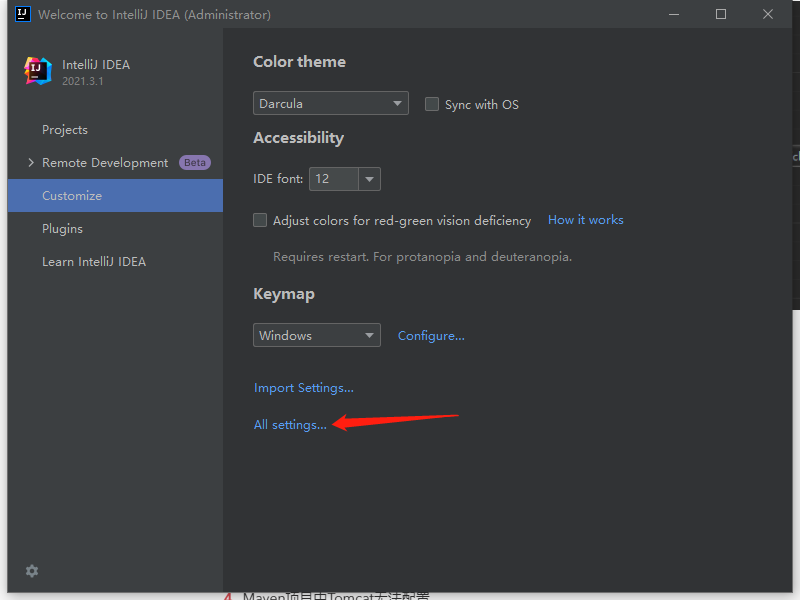 Welcome to IntelliJ IDEA (Administrator)
IntelliJ IDEA
2021.3.1
Projects
Remote Development Beta
Customize
Plugins
Learn IntelliJ IDEA
Color theme
Darcula
Sync with OS
Accessibility
IDE font: 12
Adjust colors for red-green vision deficiency How it works
Requires restart. For protanopia and deuteranopia.
Keymap
Windows
Configure...
Import Settings...
All settings...
4. Maven项目中Tomcat无法配置